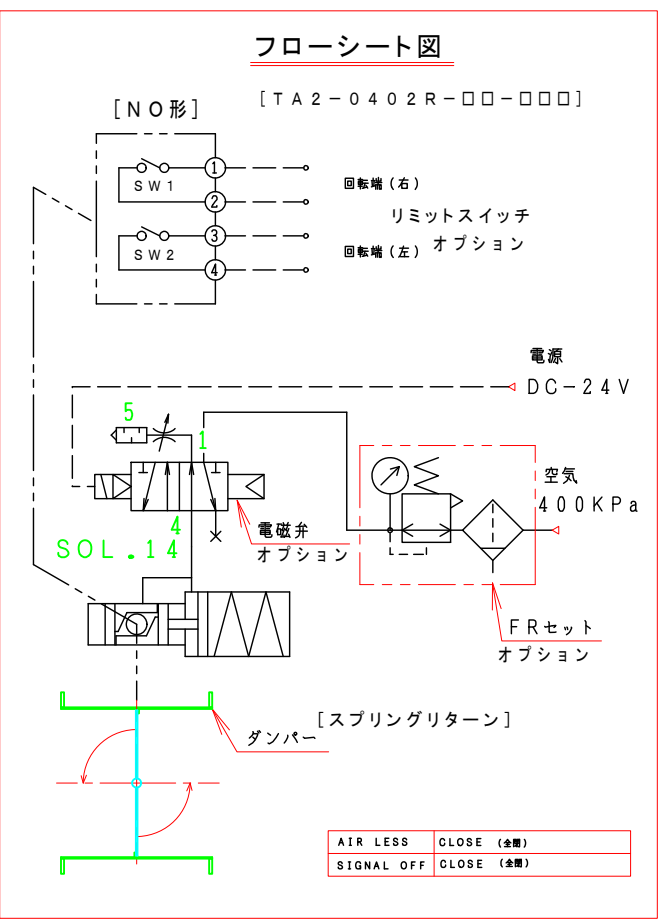 フローシート図
[NO形]
[TA2-0402R-□□-□□□]
1
SW1
2
3
SW2
4
回転端(右)
リミットスイッチ
オプション
回転端(左)
電源
DC-24V
5
1
空気
400KPa
4
SOL.14
電磁弁
オプション
FRセット
オプション
[スプリングリターン]
ダンパー
AIR LESS CLOSE (全閉)
SIGNAL OFF CLOSE (全閉)